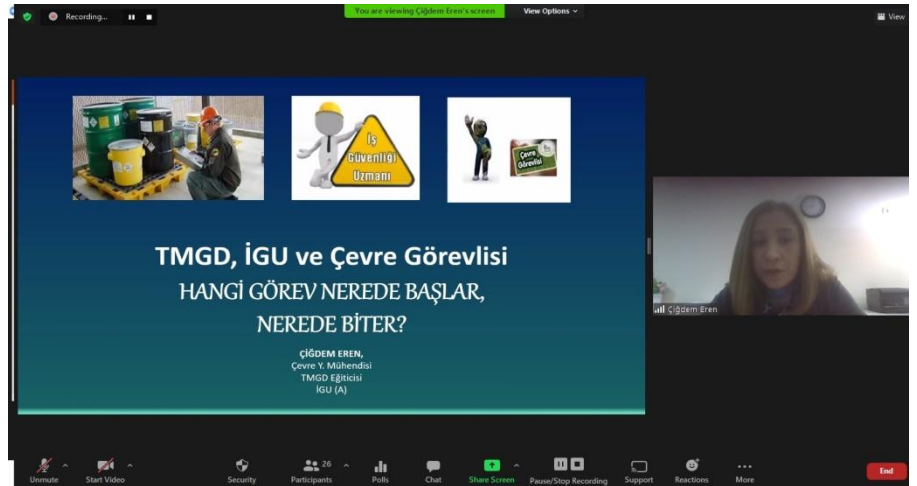 Recording...
You are viewing Çiğdem Eren's screen
View Options
View
İş
Güvenliği
Uzmanı
Çevre
Görevlisi
TMGD, İGU ve Çevre Görevlisi
HANGİ GÖREV NEREDE BAŞLAR,
NEREDE BİTER?
ÇİĞDEM EREN,
Çevre Y. Mühendisi
TMGD Eğiticisi
İGU (A)
Çiğdem Eren
Unmute
Start Video
Security
Participants
26
Polls
Chat
Share Screen
Pause/Stop Recording
Support
Reactions
More
End